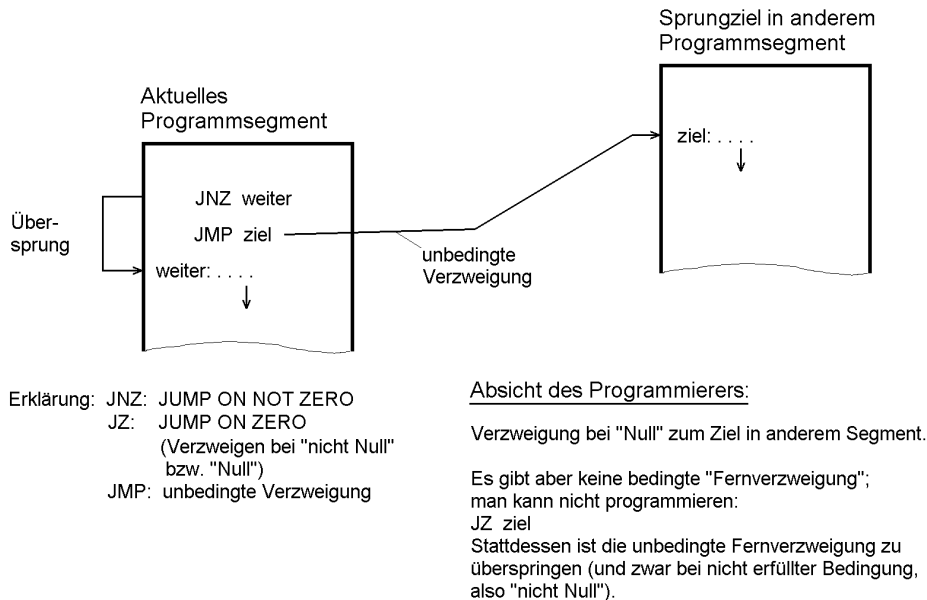 Sprungziel in anderem
Programmsegment
Aktuelles
Programmsegment
ziel: . . . .
JNZ weiter
Über-
sprung
JMP ziel
unbedingte
Verzweigung
weiter: . . . .
Erklärung: JNZ: JUMP ON NOT ZERO
JZ: JUMP ON ZERO
(Verzweigen bei "nicht Null"
bzw. "Null")
JMP: unbedingte Verzweigung
Absicht des Programmierers:
Verzweigung bei "Null" zum Ziel in anderem Segment.
Es gibt aber keine bedingte "Fernverzweigung";
man kann nicht programmieren:
JZ ziel
Stattdessen ist die unbedingte Fernverzweigung zu
überspringen (und zwar bei nicht erfüllter Bedingung,
also "nicht Null").